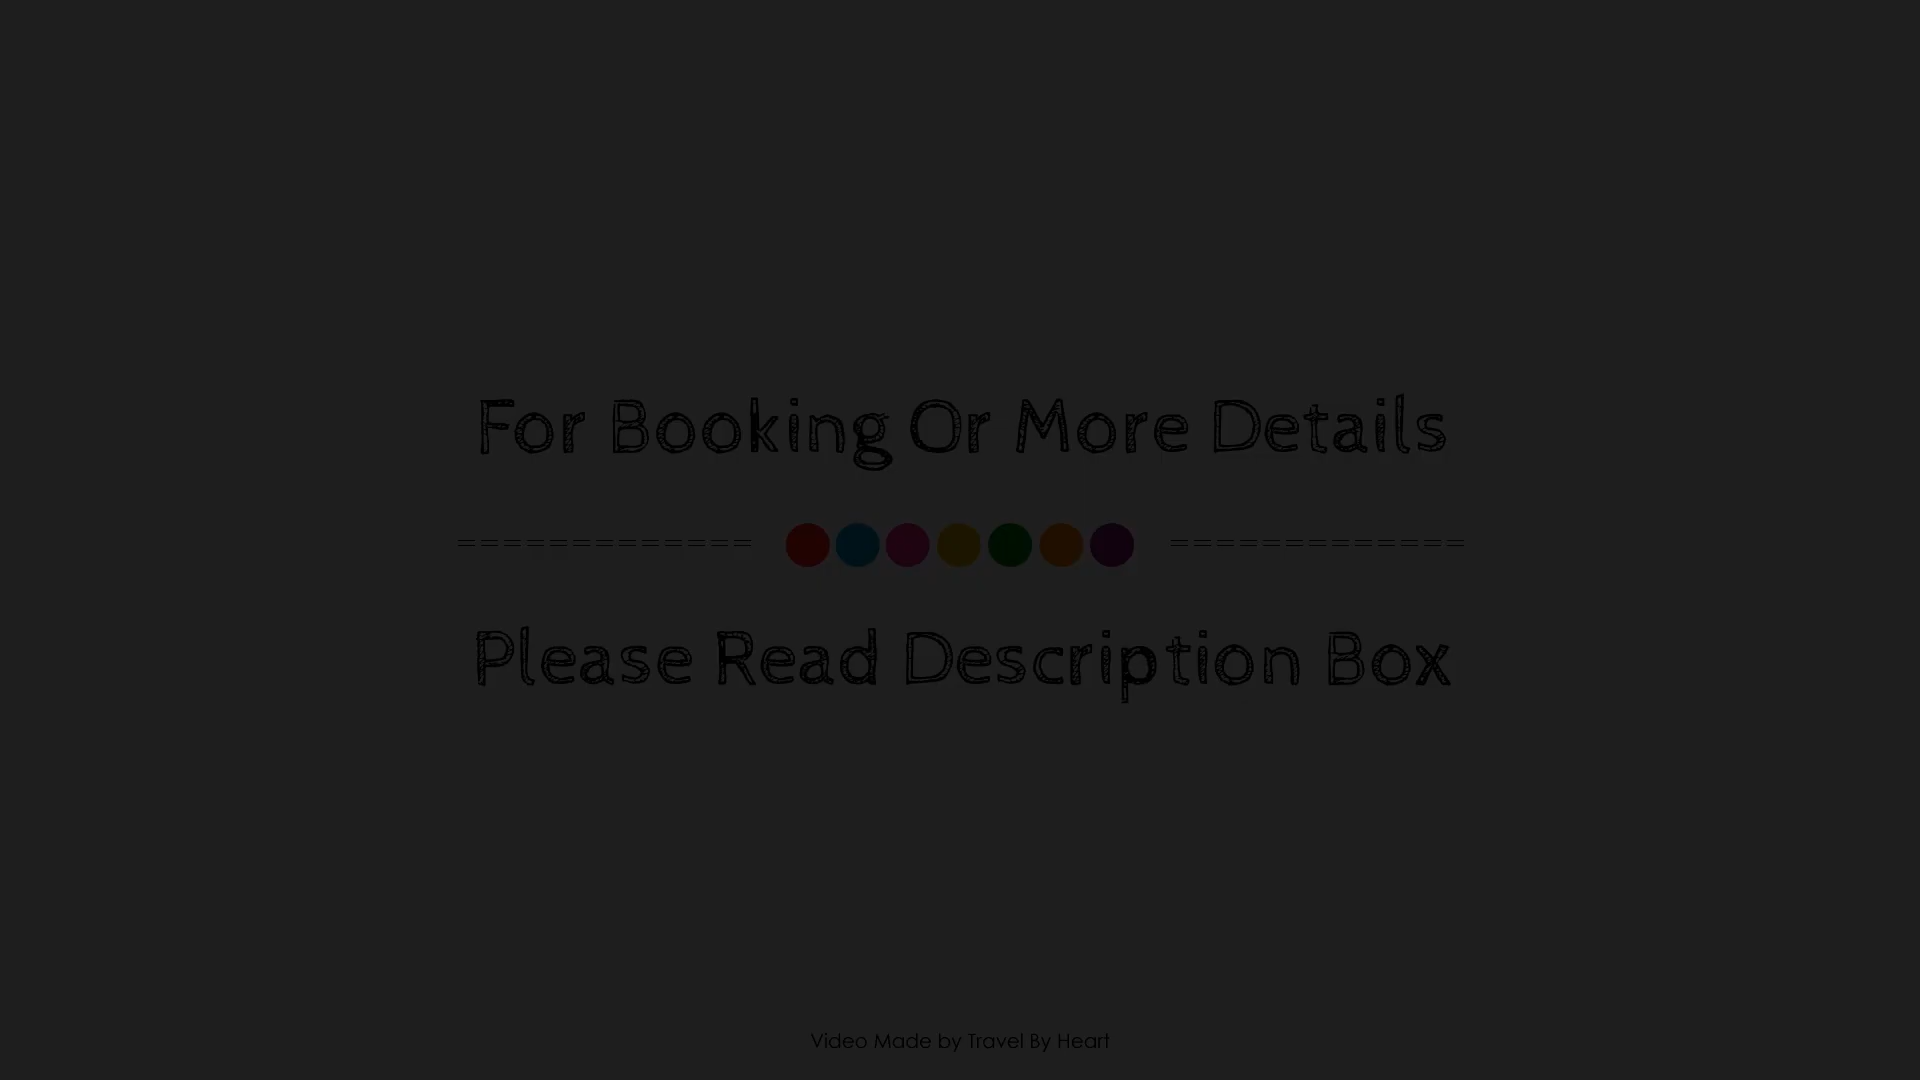 For Booking Or More Details
============= =============
Please Read Description Box
Video Made by Travel By Heart